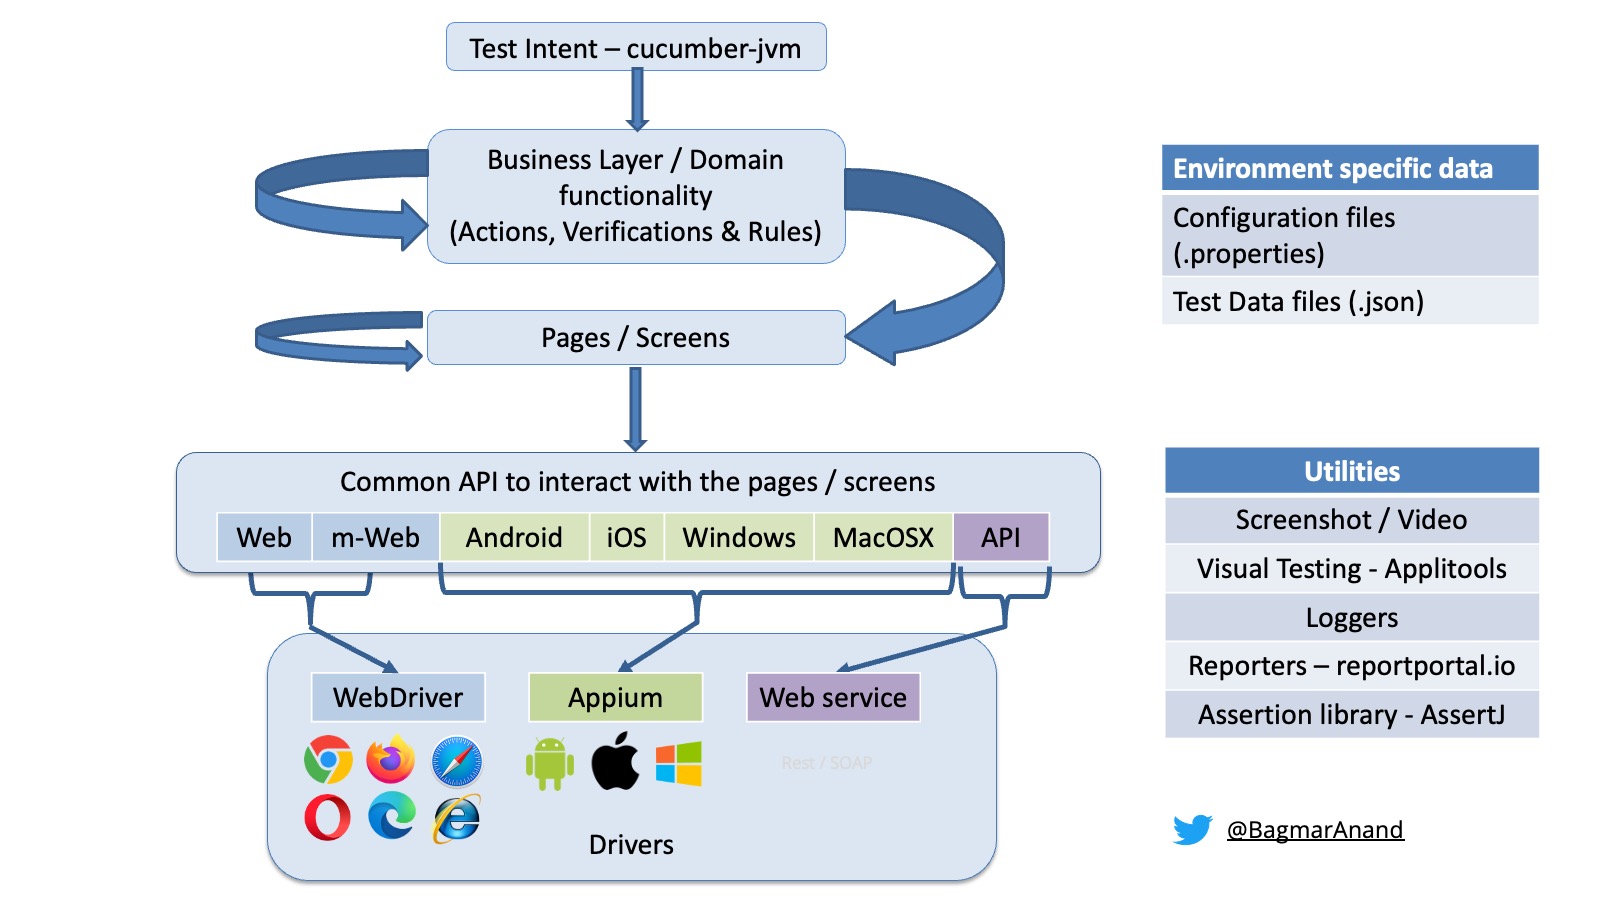 Test Intent – cucumber-jvm
Business Layer / Domain
functionality
(Actions, Verifications & Rules)
Pages / Screens
Common API to interact with the pages / screens
Web m-Web Android iOS Windows MacOSX API
WebDriver Appium Web service
Rest / SOAP
Drivers
Environment specific data
Configuration files
(.properties)
Test Data files (.json)
Utilities
Screenshot / Video
Visual Testing - Applitools
Loggers
Reporters – reportportal.io
Assertion library - AssertJ
@BagmarAnand